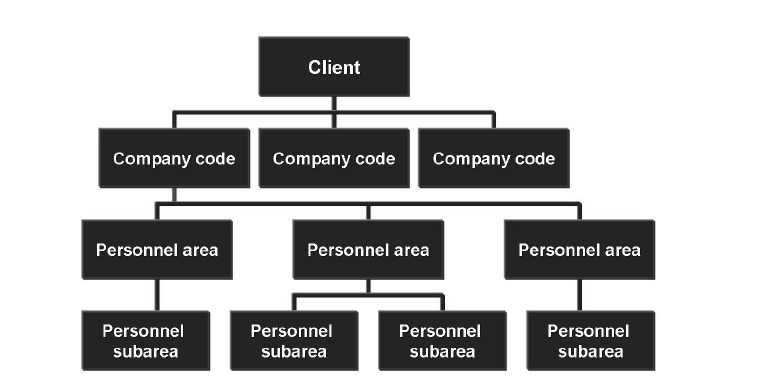 Client
Company code
Company code
Company code
Personnel area
Personnel area
Personnel area
Personnel
subarea
Personnel
subarea
Personnel
subarea
Personnel
subarea